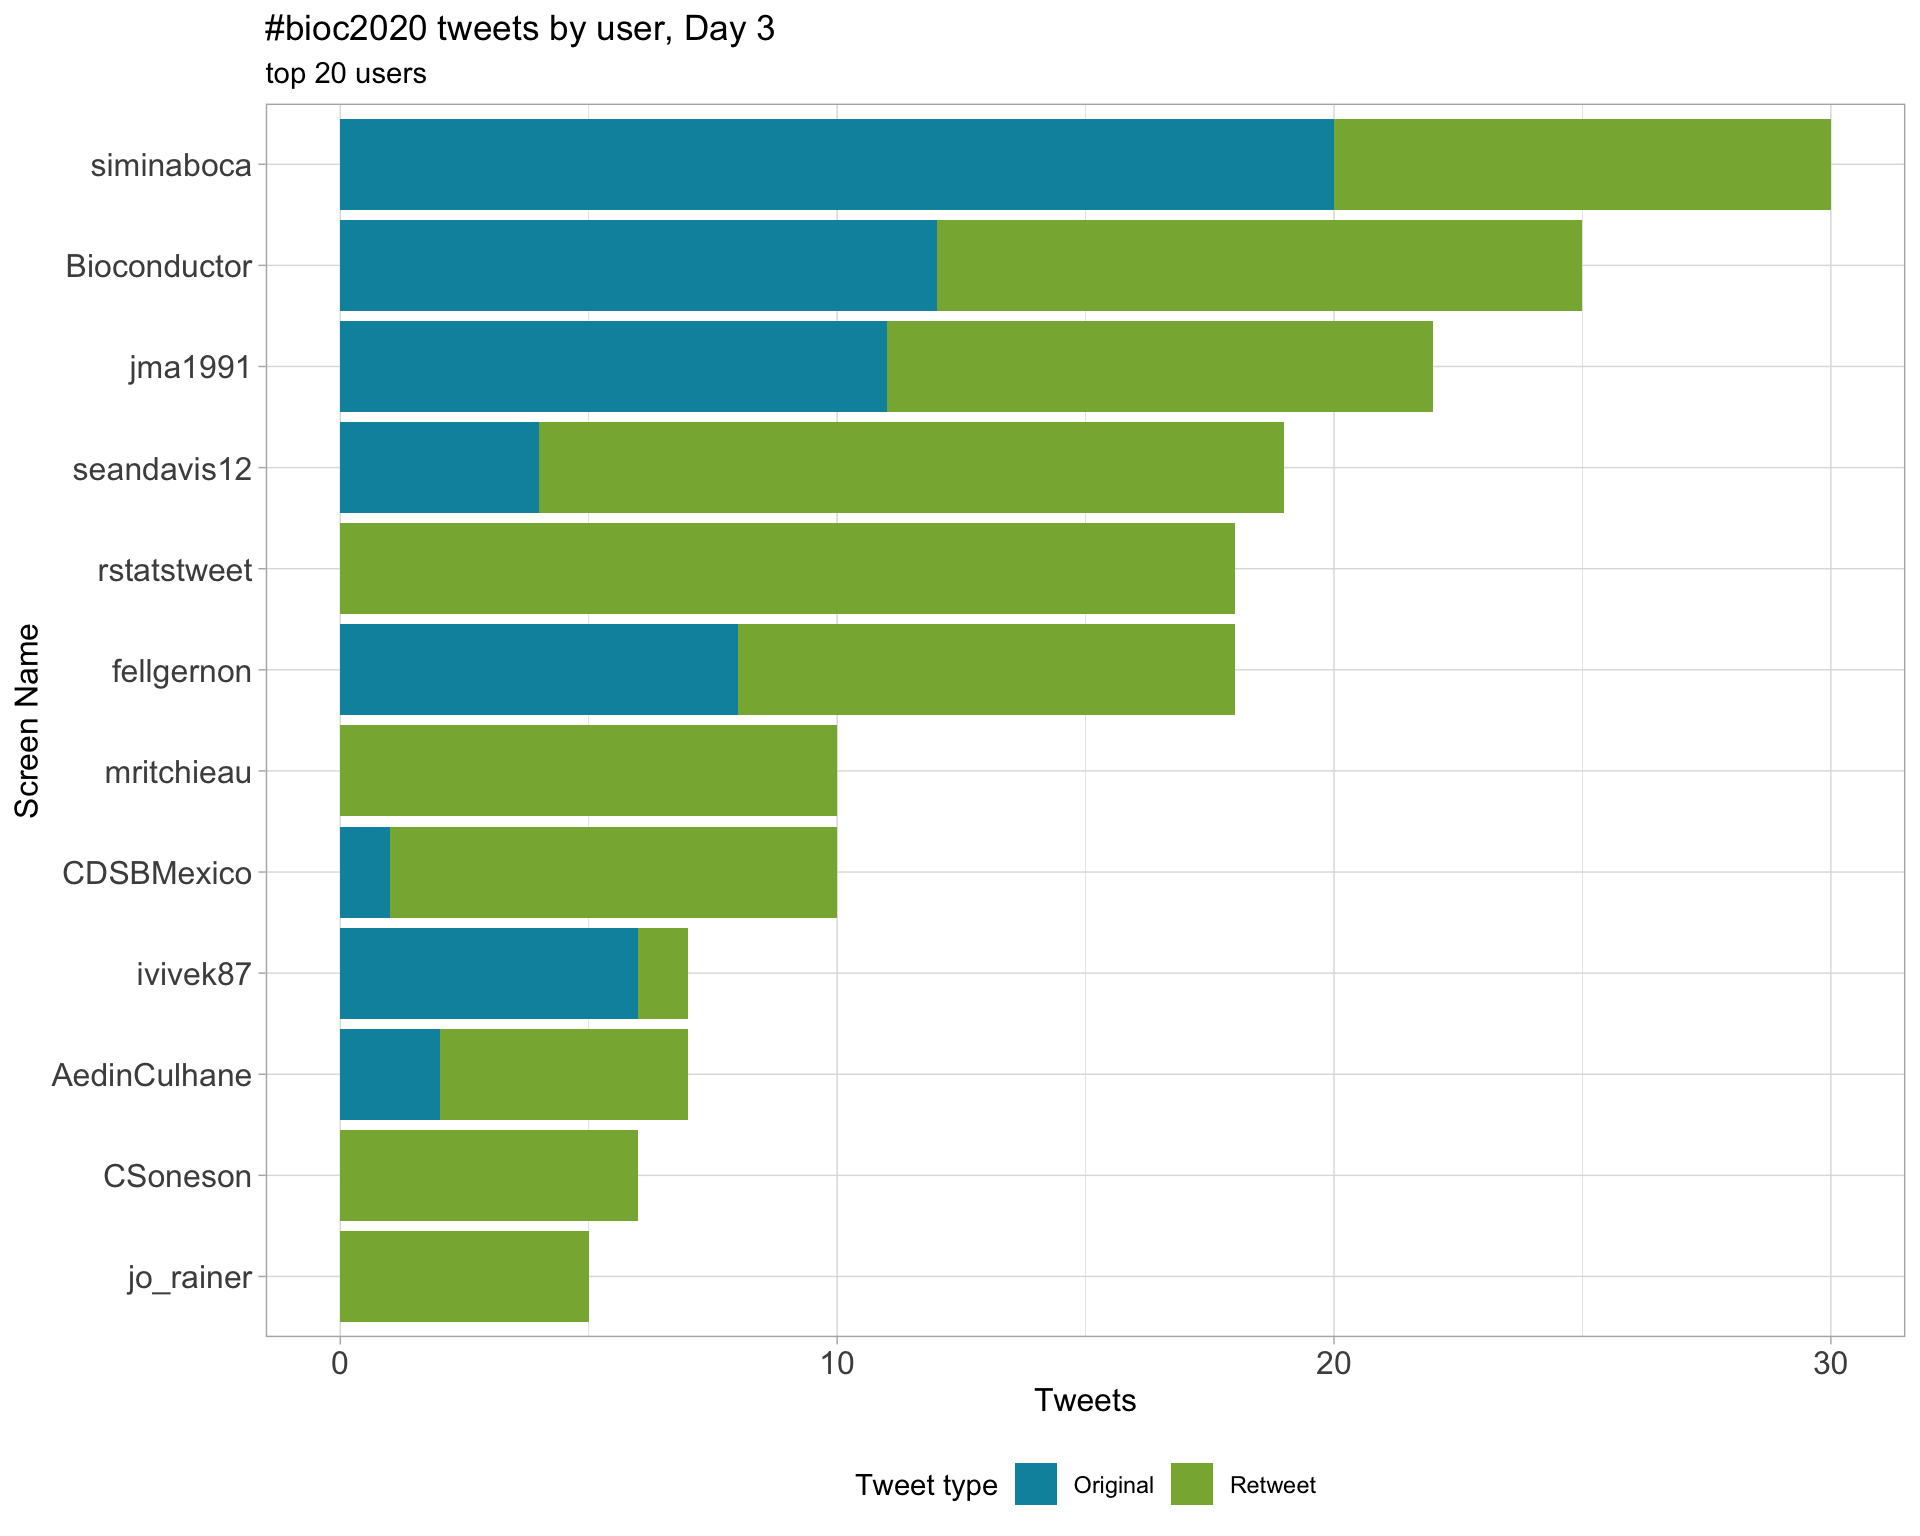 #bioc2020 tweets by user, Day 3
top 20 users
Screen Name
siminaboca
Bioconductor
jma1991
seandavis12
rstatstweet
fellgernon
mritchieau
CDSBMexico
ivivek87
AedinCulhane
CSoneson
jo_rainer
0 10 20 30
Tweets
Tweet type Original Retweet